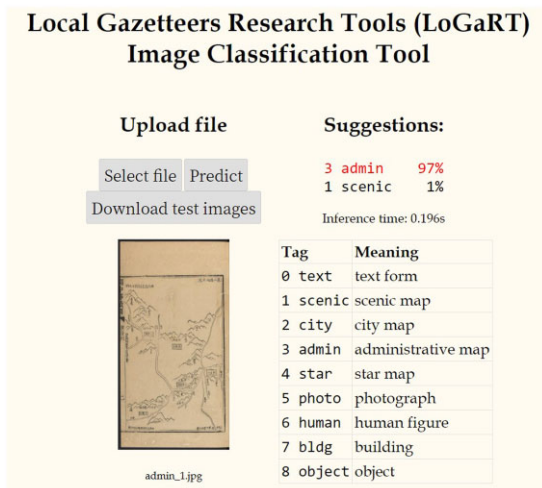 Local Gazetteers Research Tools (LoGaRT)
Image Classification Tool
Upload file
Select file Predict
Download test images
admin_1.jpg
Suggestions:
3 admin 97%
1 scenic 1%
Inference time: 0.196s
Tag Meaning
0 text text form
1 scenic scenic map
2 city city map
3 admin administrative map
4 star star map
5 photo photograph
6 human human figure
7 bldg building
8 object object